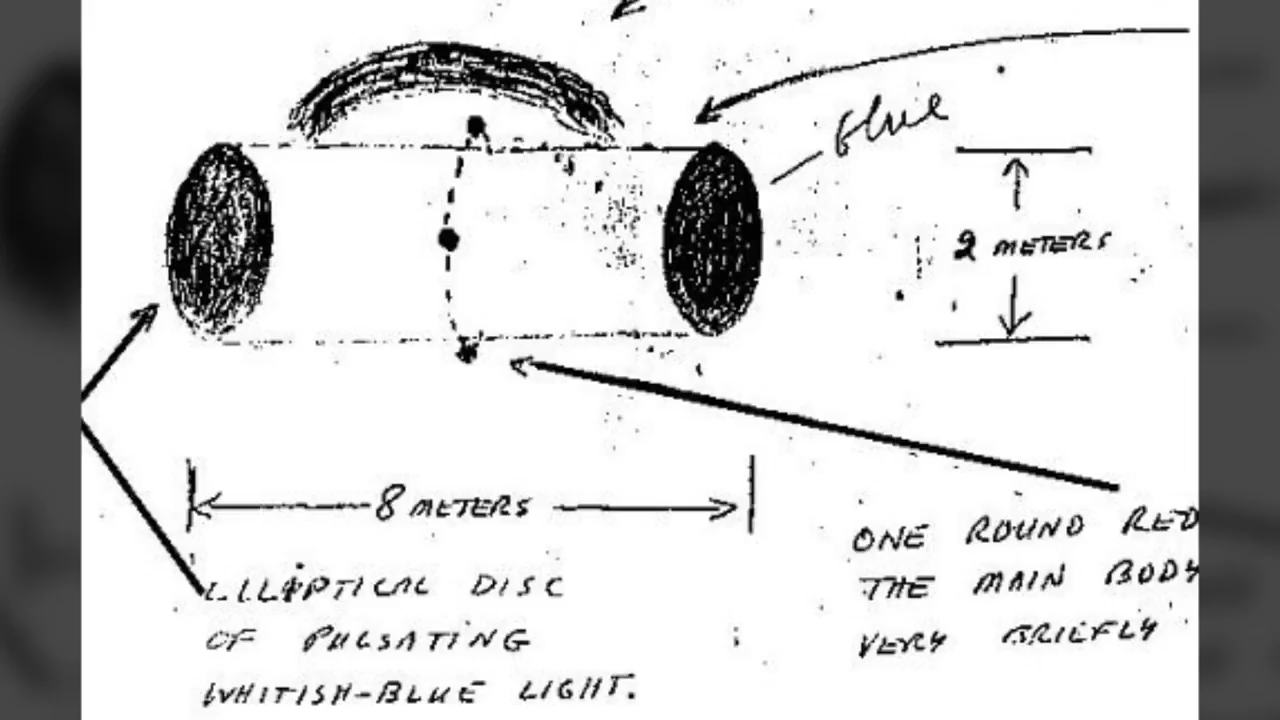 Blue
2 METERS
8 METERS
ELLIPTICAL DISC
OF PULSATING
WHITISH-BLUE LIGHT.
ONE ROUND RED
THE MAIN BODY
VERY BRIEFLY